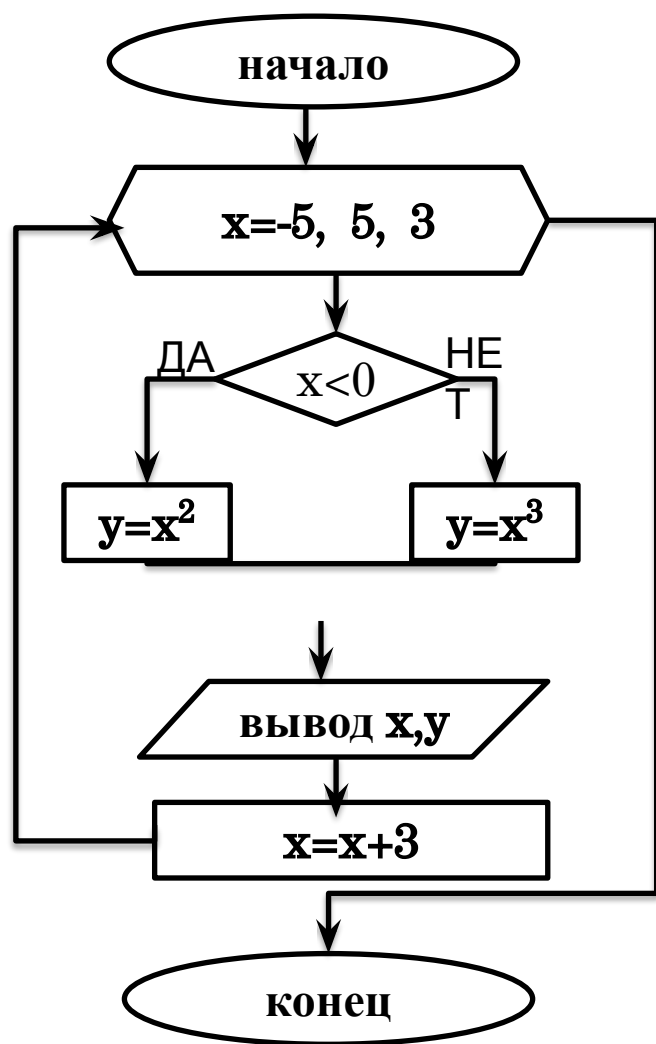 начало
x=-5, 5, 3
ДА
НЕ
Т
x<0
y=x²
y=x³
вывод x,y
x=x+3
конец